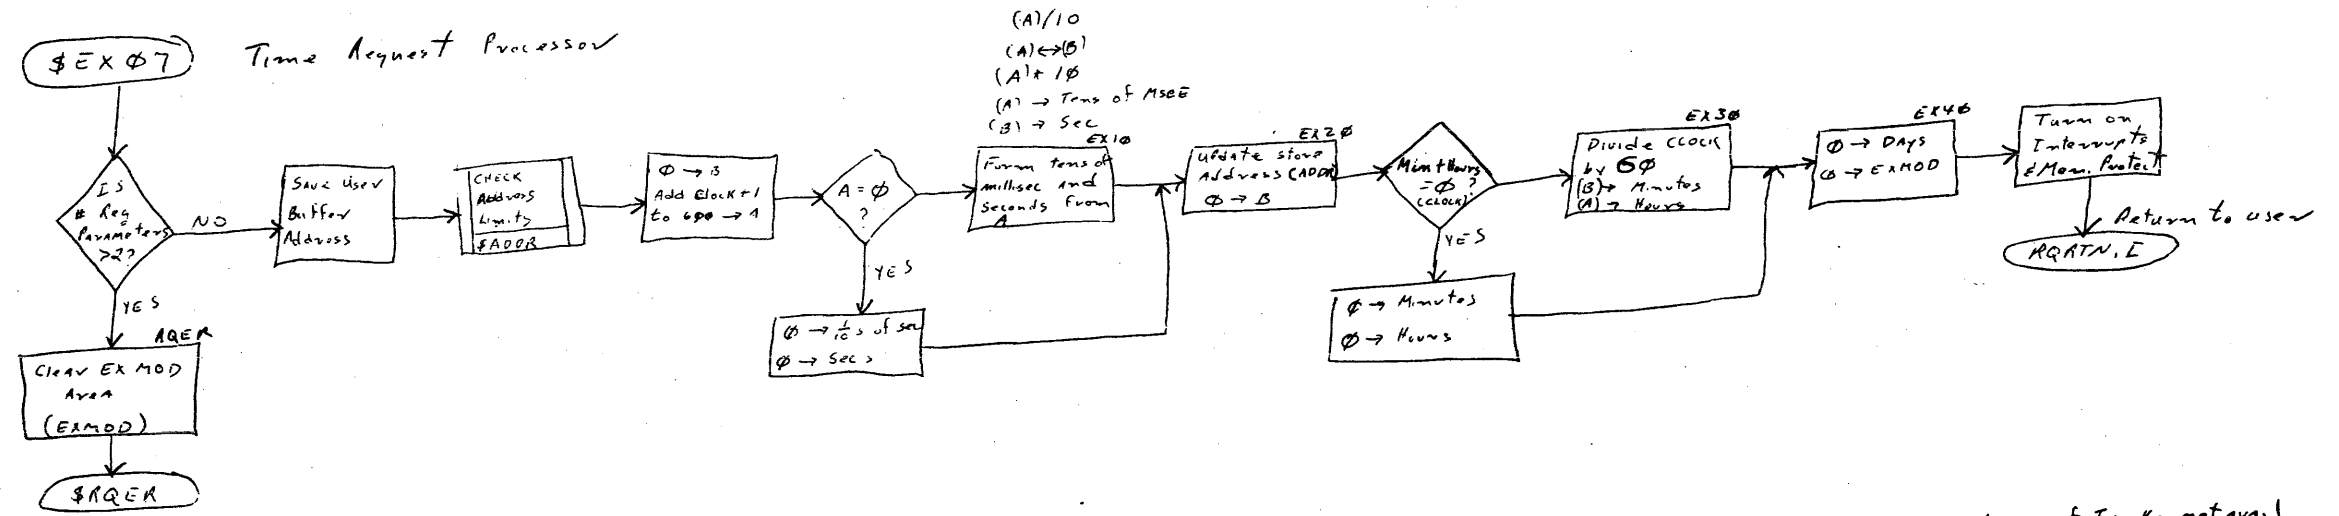 $EXØ7
Time Request Processor
IS
# Req
Parameters
>2?
NO
YES
AQER
Clear EXMOD
Area
(EXMOD)
$RQER
Save User
Buffer
Address
CHECK
Address
Limits
$ADDR
Ø → B
Add Clock+1
to 6ØØ → A
A = Ø
?
YES
Ø → 1/10 s of sec
Ø → Secs
(A)/10
(A)↔(B)
(A)* 1Ø
(A) → Tens of MSEC
(B) → Sec
EX1Ø
Form tens of
millisec and
seconds from
A
EX2Ø
Update store
Address (ADDR)
Ø → B
Min+Hours
=Ø ?
(CLOCK)
YES
Ø → Minutes
Ø → Hours
EX3Ø
Divide CLOCK
by 6Ø
(B)→ Minutes
(A)→ Hours
EX4Ø
Ø → DAYS
Ø → EXMOD
Turn on
Interrupts
& Mem. Protect
Return to user
RQRTN,I
not avail